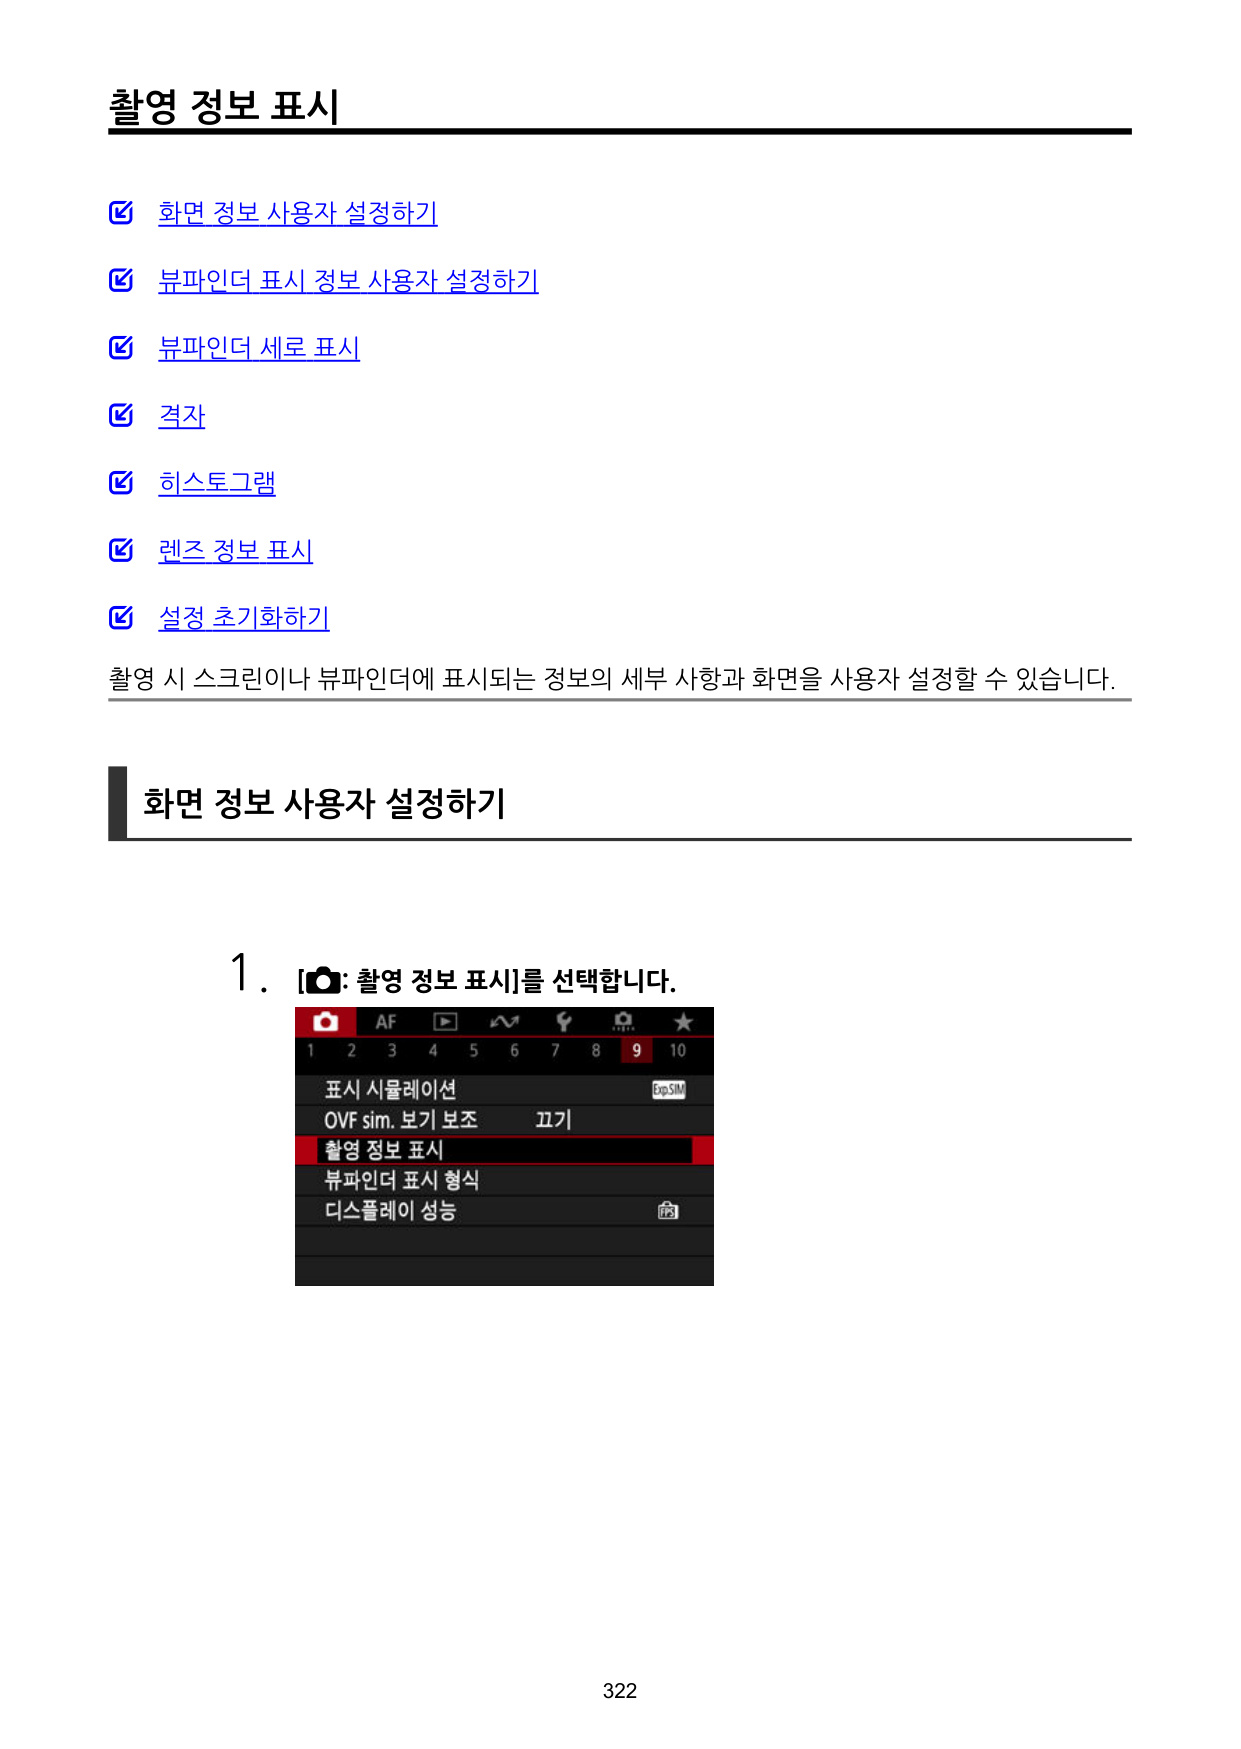 촬영 정보 표시
화면 정보 사용자 설정하기
뷰파인더 표시 정보 사용자 설정하기
뷰파인더 세로 표시
격자
히스토그램
렌즈 정보 표시
설정 초기화하기
촬영 시 스크린이나 뷰파인더에 표시되는 정보의 세부 사항과 화면을 사용자 설정할 수 있습니다.
화면 정보 사용자 설정하기
1. [: 촬영 정보 표시]를 선택합니다.
AF
1 2 3 4 5 6 7 8 9 10
표시 시뮬레이션 Exp.SIM
OVF sim. 보기 보조 끄기
촬영 정보 표시
뷰파인더 표시 형식
디스플레이 성능 FPS
322